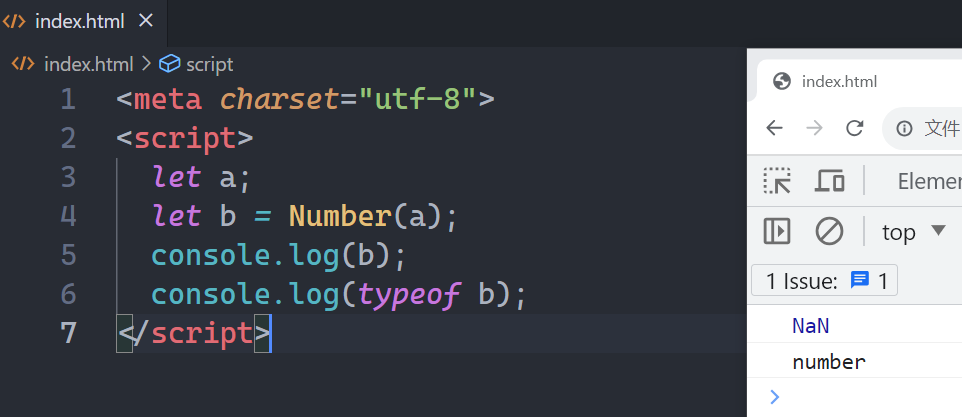 index.html
index.html > script
1 <meta charset="utf-8">
2 <script>
3 let a;
4 let b = Number(a);
5 console.log(b);
6 console.log(typeof b);
7 </script>
index.html
文件
Elemer
top
1 Issue: 1
NaN
number